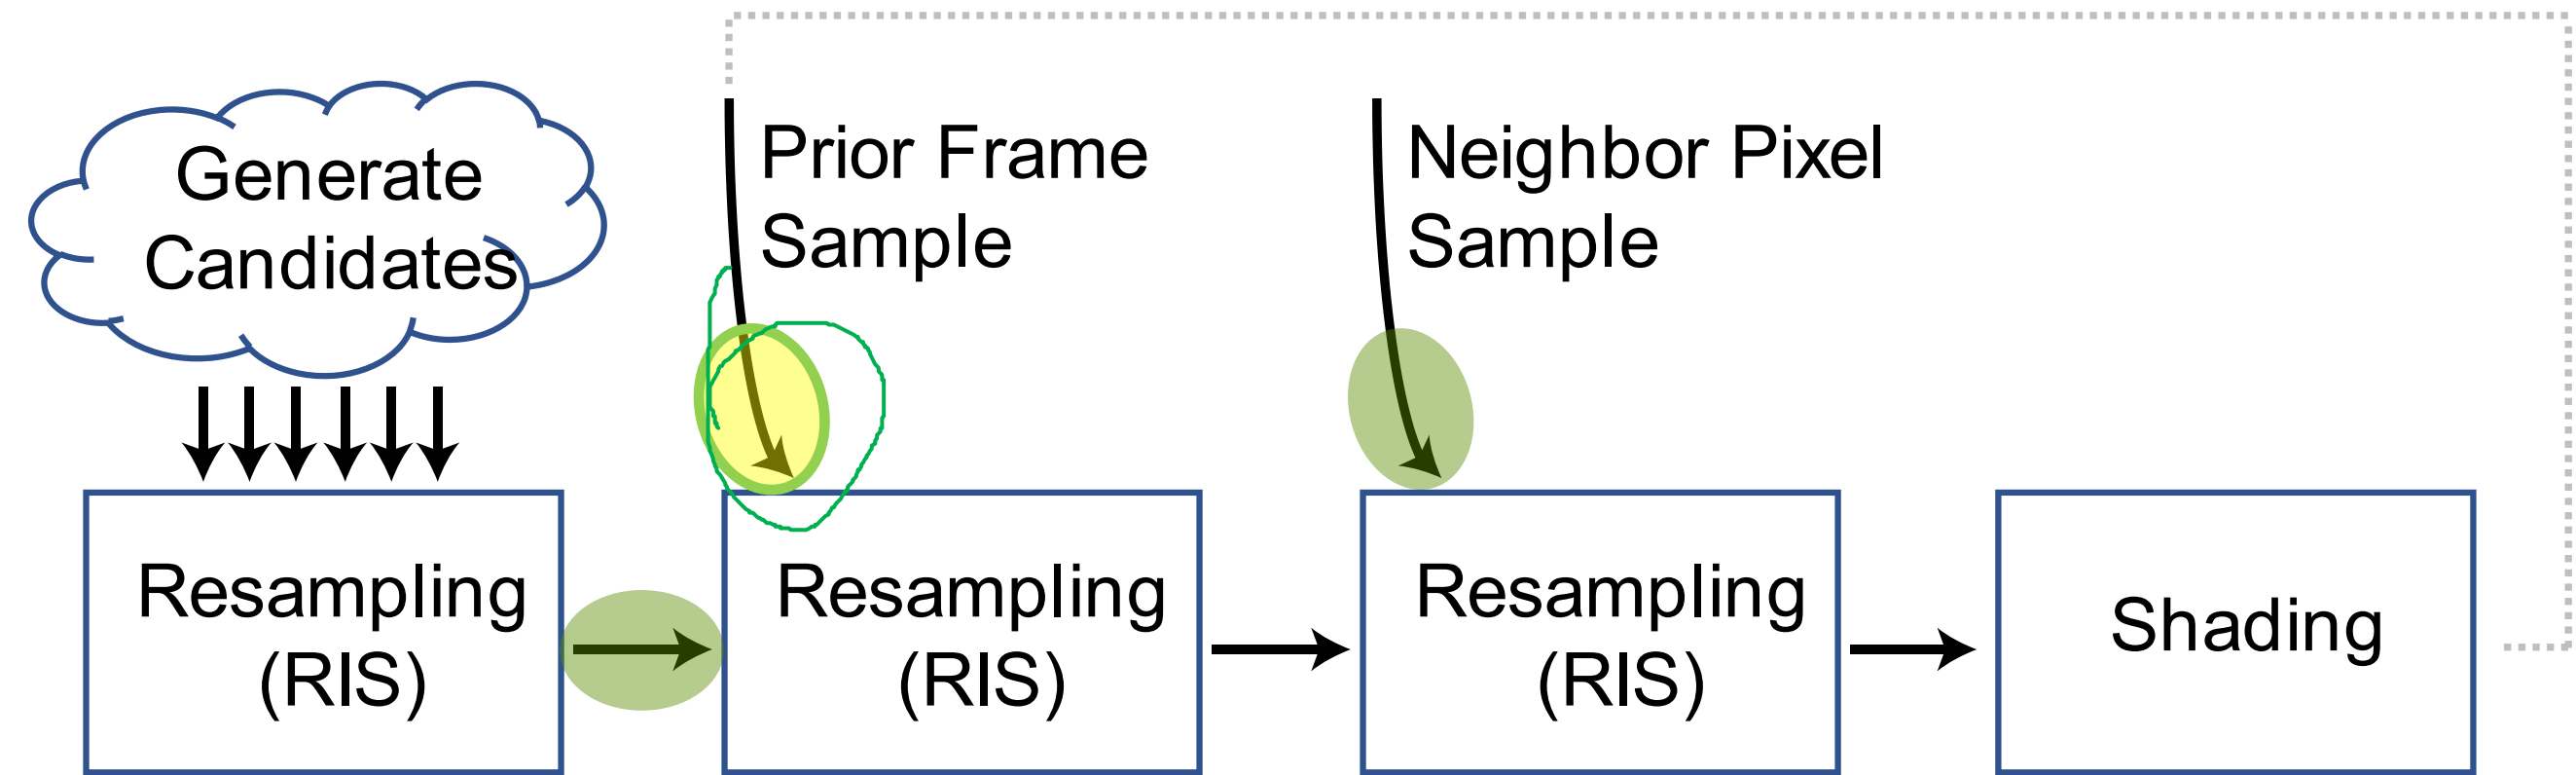 Generate
Candidates
Prior Frame
Sample
Neighbor Pixel
Sample
Resampling
(RIS)
Resampling
(RIS)
Resampling
(RIS)
Shading